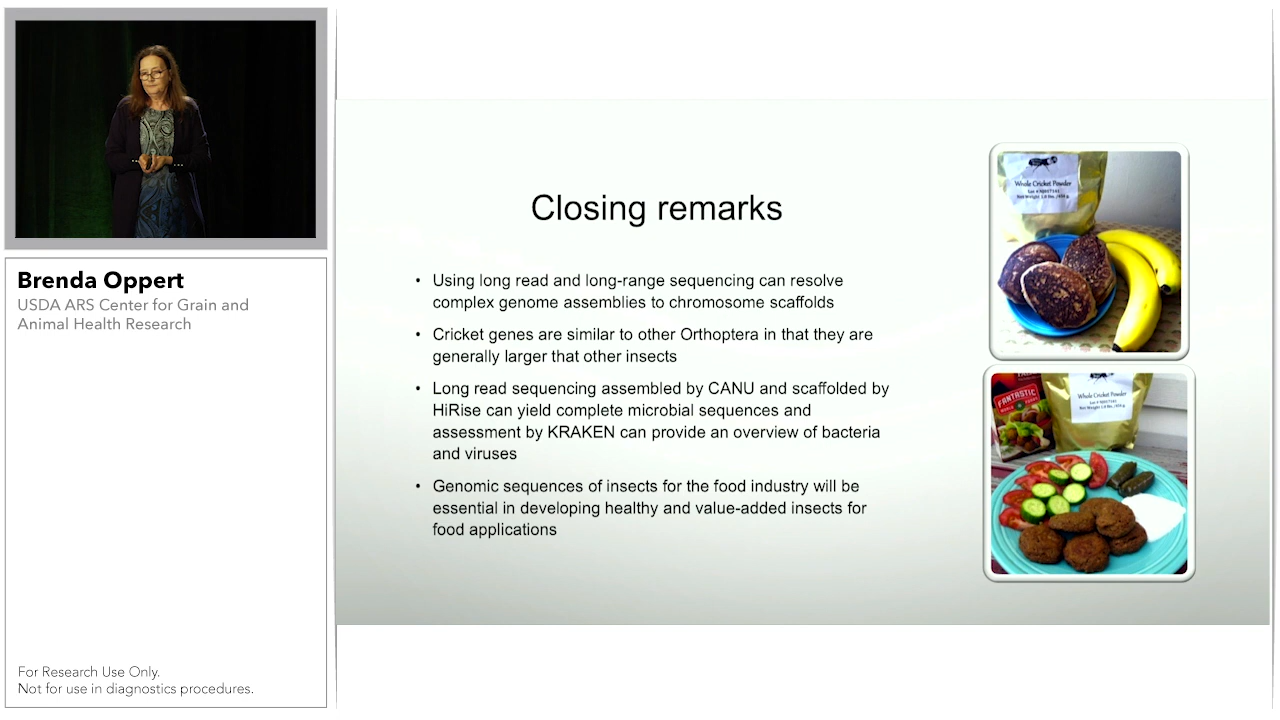 Brenda Oppert
USDA ARS Center for Grain and
Animal Health Research
For Research Use Only.
Not for use in diagnostics procedures.
Closing remarks
• Using long read and long-range sequencing can resolve
complex genome assemblies to chromosome scaffolds
• Cricket genes are similar to other Orthoptera in that they are
generally larger that other insects
• Long read sequencing assembled by CANU and scaffolded by
HiRise can yield complete microbial sequences and
assessment by KRAKEN can provide an overview of bacteria
and viruses
• Genomic sequences of insects for the food industry will be
essential in developing healthy and value-added insects for
food applications
Whole Cricket Powder
FANTASTIC
Whole Cricket Powder